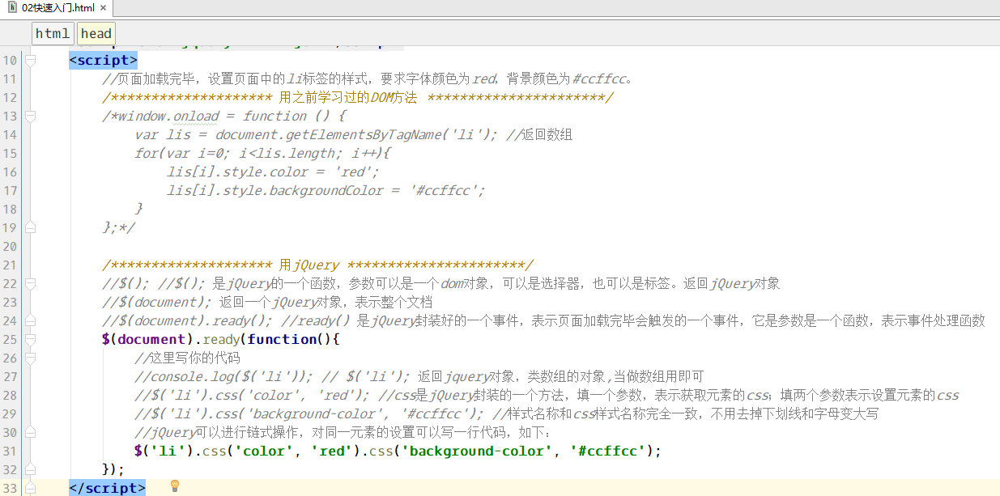 02快速入门.html ×
html head
10 <script>
11 //页面加载完毕，设置页面中的li标签的样式，要求字体颜色为red，背景颜色为#ccffcc。
12 /******************** 用之前学习过的DOM方法 **********************/
13 /*window.onload = function () {
14 var lis = document.getElementsByTagName('li'); //返回数组
15 for(var i=0; i<lis.length; i++){
16 lis[i].style.color = 'red';
17 lis[i].style.backgroundColor = '#ccffcc';
18 }
19 };*/
20
21 /******************** 用jQuery **********************/
22 //$(); //$(); 是jQuery的一个函数，参数可以是一个dom对象，可以是选择器，也可以是标签。返回jQuery对象
23 //$(document); 返回一个jQuery对象，表示整个文档
24 //$(document).ready(); //ready() 是jQuery封装好的一个事件，表示页面加载完毕会触发的一个事件，它是参数是一个函数，表示事件处理函数
25 $(document).ready(function(){
26 //这里写你的代码
27 //console.log($('li')); // $('li'); 返回jquery对象，类数组的对象,当做数组用即可
28 //$('li').css('color', 'red'); //css是jQuery封装的一个方法，填一个参数，表示获取元素的css；填两个参数表示设置元素的css
29 //$('li').css('background-color', '#ccffcc'); //样式名称和css样式名称完全一致，不用去掉下划线和字母变大写
30 //jQuery可以进行链式操作，对同一元素的设置可以写一行代码，如下：
31 $('li').css('color', 'red').css('background-color', '#ccffcc');
32 });
33 </script>